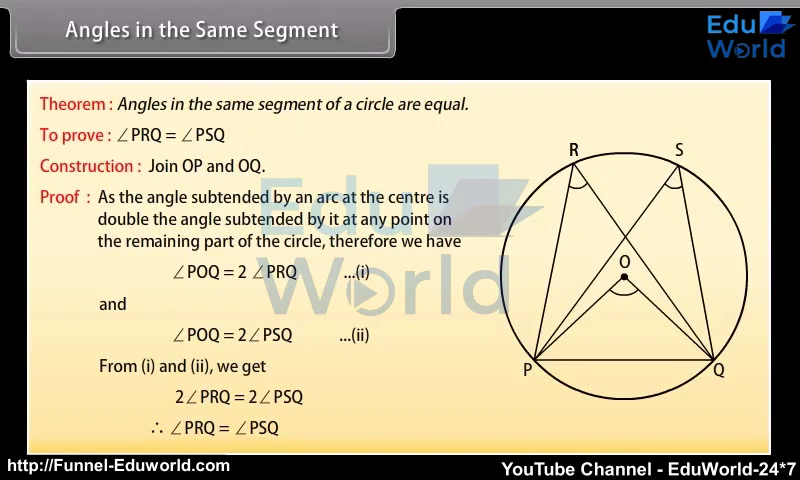 Angles in the Same Segment
Edu
World
Theorem : Angles in the same segment of a circle are equal.
To prove : ∠PRQ = ∠PSQ
Construction : Join OP and OQ.
Proof : As the angle subtended by an arc at the centre is
double the angle subtended by it at any point on
the remaining part of the circle, therefore we have
∠POQ = 2 ∠PRQ ...(i)
and
∠POQ = 2∠PSQ ...(ii)
From (i) and (ii), we get
2∠PRQ = 2∠PSQ
∴ ∠PRQ = ∠PSQ
Edu
World
R S
O
P Q
http://Funnel-Eduworld.com
YouTube Channel - EduWorld-24*7